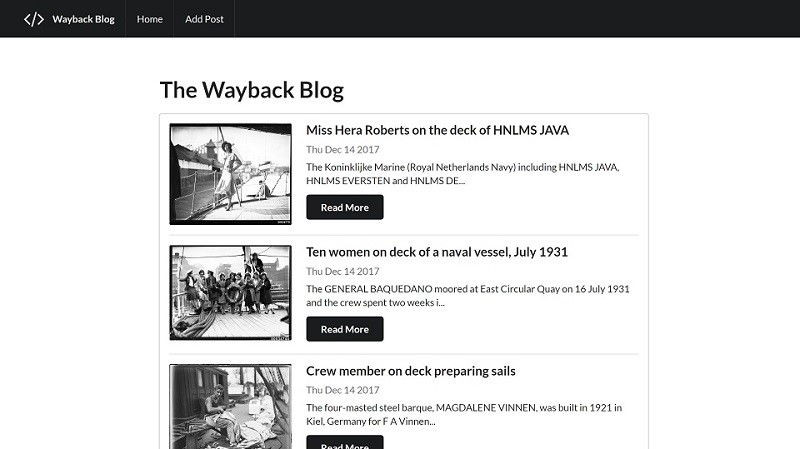 Wayback Blog
Home
Add Post
The Wayback Blog
Miss Hera Roberts on the deck of HNLMS JAVA
Thu Dec 14 2017
The Koninklijke Marine (Royal Netherlands Navy) including HNLMS JAVA,
HNLMS EVERSTEN and HNLMS DE...
Read More
Ten women on deck of a naval vessel, July 1931
Thu Dec 14 2017
The GENERAL BAQUEDANO moored at East Circular Quay on 16 July 1931
and the crew spent two weeks i...
Read More
Crew member on deck preparing sails
Thu Dec 14 2017
The four-masted steel barque, MAGDALENE VINNEN, was built in 1921 in
Kiel, Germany for F A Vinnen...
Read More